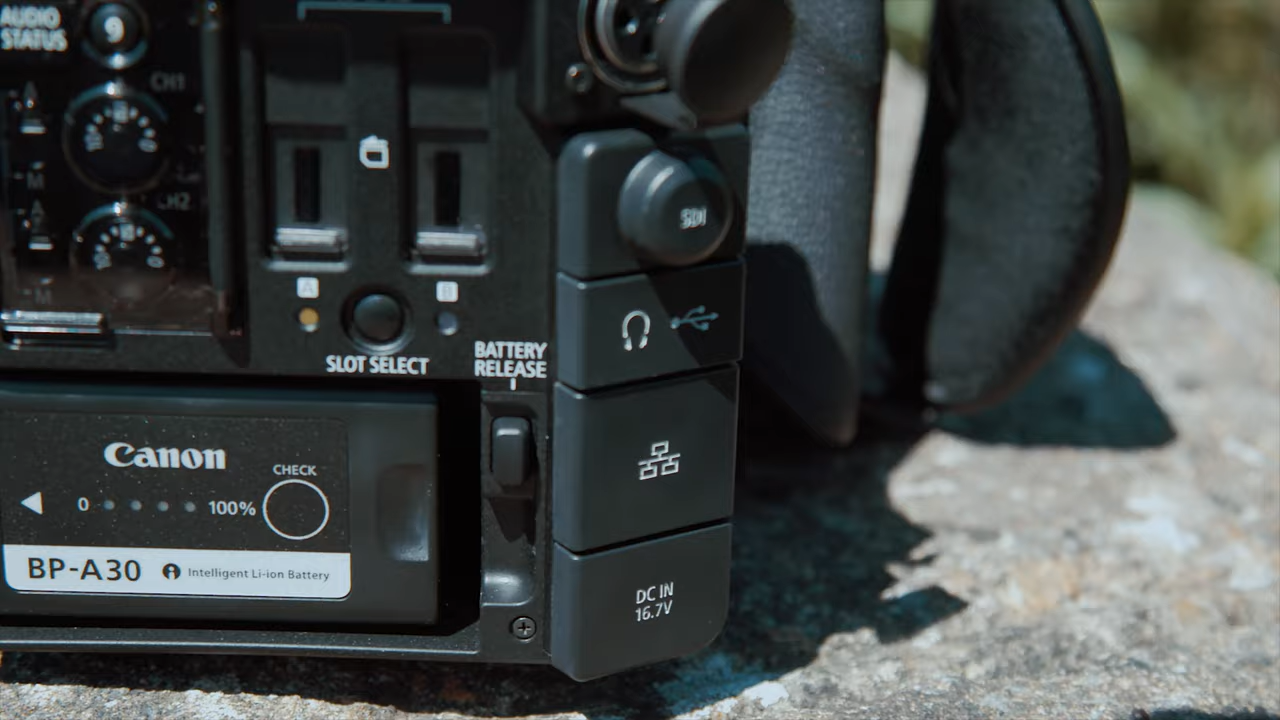 AUDIO
STATUS
9
CH1
A
M
CH2
A
M
A
B
SLOT SELECT
BATTERY
RELEASE
SDI
Canon
CHECK
0
100%
BP-A30
Intelligent Li-ion Battery
DC IN
16.7V